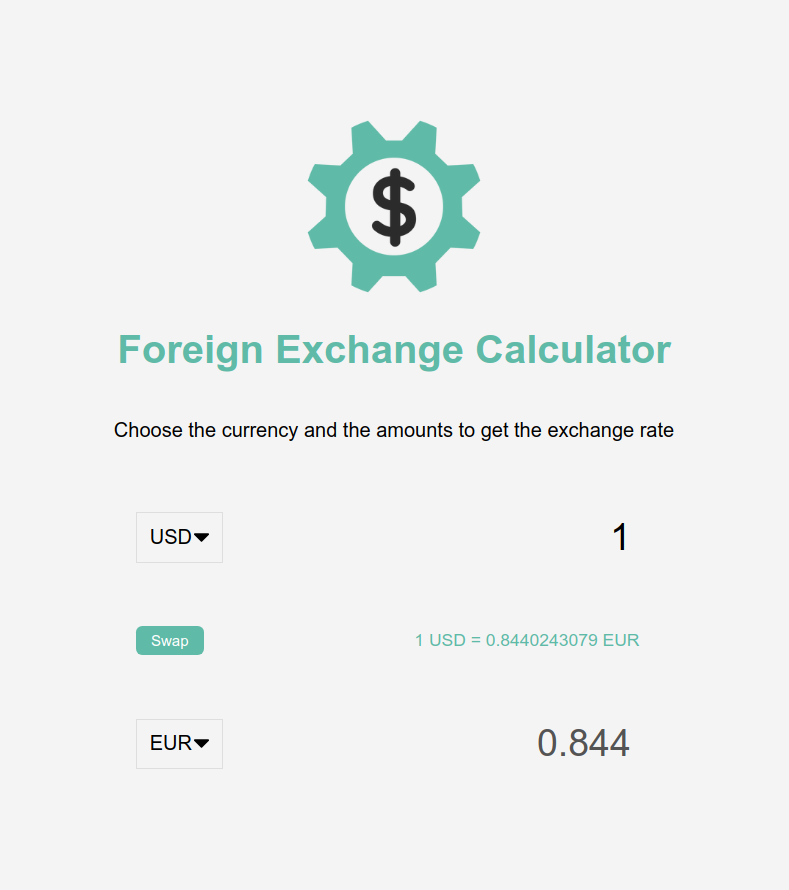 $
Foreign Exchange Calculator
Choose the currency and the amounts to get the exchange rate
USD 1
Swap 1 USD = 0.8440243079 EUR
EUR 0.844